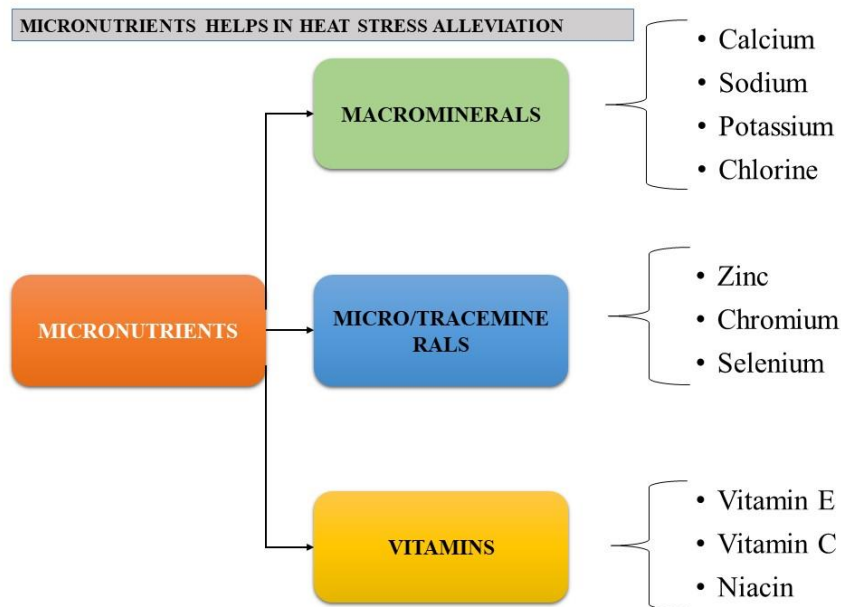 MICRONUTRIENTS HELPS IN HEAT STRESS ALLEVIATION
MICRONUTRIENTS
MACROMINERALS
• Calcium
• Sodium
• Potassium
• Chlorine
MICRO/TRACEMINE
RALS
• Zinc
• Chromium
• Selenium
VITAMINS
• Vitamin E
• Vitamin C
• Niacin